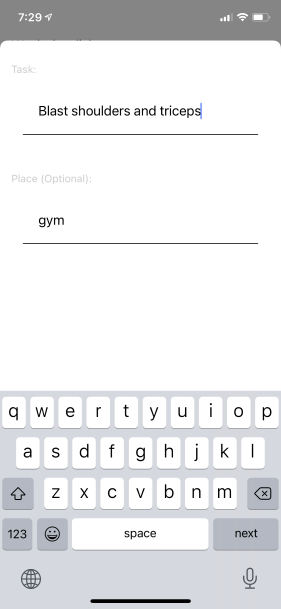 7:29
Task:
Blast shoulders and triceps
Place (Optional):
gym
q w e r t y u i o p
a s d f g h j k l
z x c v b n m
123 space next